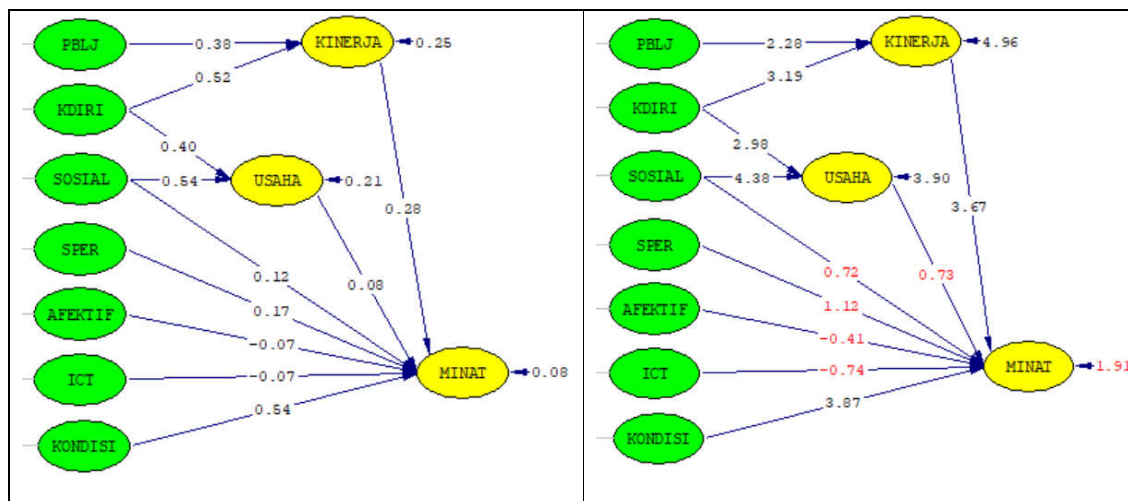 PBLJ
0.38
KINERJA
0.25
0.52
KDIRI
0.40
SOSIAL
0.54
USAHA
0.21
0.28
SPER
0.12
0.08
0.17
AFEKTIF
-0.07
ICT
-0.07
MINAT
0.08
0.54
KONDISI
PBLJ
2.28
KINERJA
4.96
3.19
KDIRI
2.98
SOSIAL
4.38
USAHA
3.90
3.67
SPER
0.72
0.73
1.12
AFEKTIF
-0.41
ICT
-0.74
MINAT
1.91
3.87
KONDISI